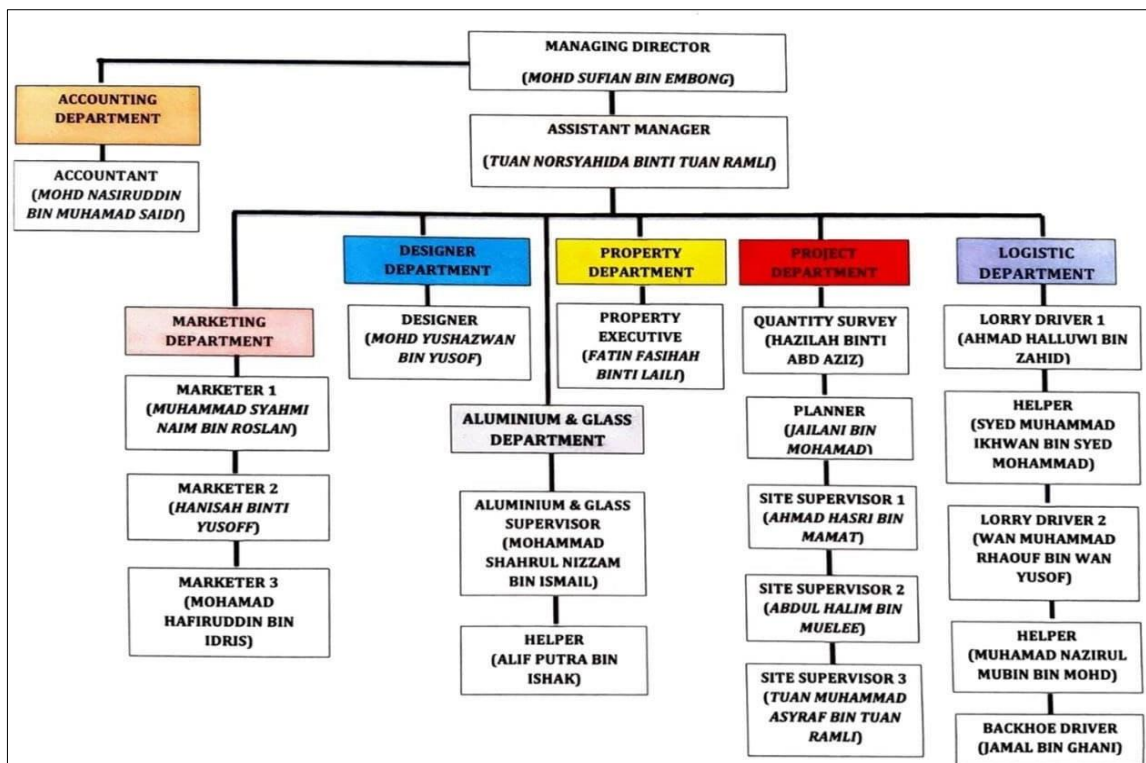 MANAGING DIRECTOR
(MOHD SUFIAN BIN EMBONG)
ACCOUNTING
DEPARTMENT
ACCOUNTANT
(MOHD NASIRUDDIN
BIN MUHAMAD SAIDI)
ASSISTANT MANAGER
(TUAN NORSYAHIDA BINTI TUAN RAMLI)
MARKETING
DEPARTMENT
MARKETER 1
(MUHAMMAD SYAHMI
NAIM BIN ROSLAN)
MARKETER 2
(HANISAH BINTI
YUSOFF)
MARKETER 3
(MOHAMAD
HAFIRUDDIN BIN
IDRIS)
DESIGNER
DEPARTMENT
DESIGNER
(MOHD YUSHAZWAN
BIN YUSOF)
ALUMINIUM & GLASS
DEPARTMENT
ALUMINIUM & GLASS
SUPERVISOR
(MOHAMMAD
SHAHRUL NIZZAM
BIN ISMAIL)
HELPER
(ALIF PUTRA BIN
ISHAK)
PROPERTY
DEPARTMENT
PROPERTY
EXECUTIVE
(FATIN FASIHAH
BINTI LAILI)
PROJECT
DEPARTMENT
QUANTITY SURVEY
(HAZILAH BINTI
ABD AZIZ)
PLANNER
(JAILANI BIN
MOHAMAD)
SITE SUPERVISOR 1
(AHMAD HASRI BIN
MAMAT)
SITE SUPERVISOR 2
(ABDUL HALIM BIN
MUELEE)
SITE SUPERVISOR 3
(TUAN MUHAMMAD
ASYRAF BIN TUAN
RAMLI)
LOGISTIC
DEPARTMENT
LORRY DRIVER 1
(AHMAD HALLUWI BIN
ZAHID)
HELPER
(SYED MUHAMMAD
IKHWAN BIN SYED
MOHAMMAD)
LORRY DRIVER 2
(WAN MUHAMMAD
RHAOUF BIN WAN
YUSOF)
HELPER
(MUHAMAD NAZIRUL
MUBIN BIN MOHD)
BACKHOE DRIVER
(JAMAL BIN GHANI)